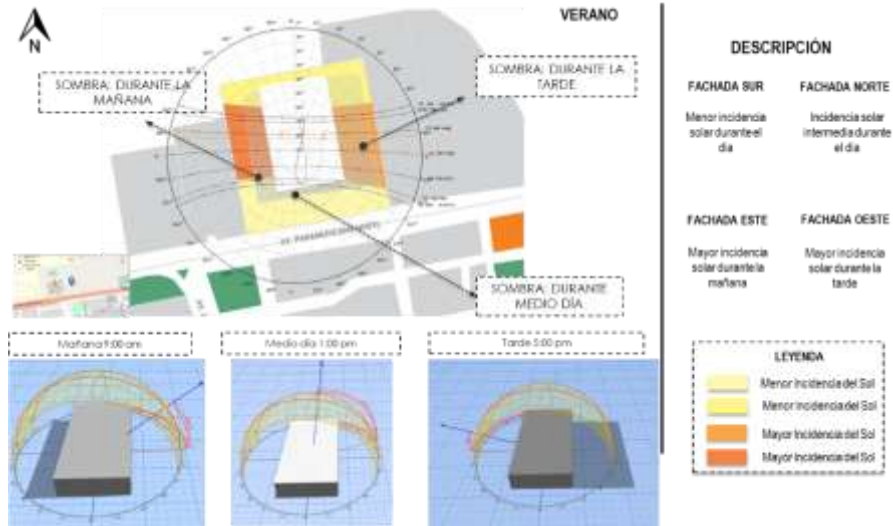 N
VERANO
SOMBRA: DURANTE LA
MAÑANA
SOMBRA: DURANTE LA
TARDE
SOMBRA: DURANTE
MEDIO DÍA
DESCRIPCIÓN
FACHADA SUR
Menor incidencia
solar durante el
día
FACHADA NORTE
Incidencia solar
intermedia durante
el día
FACHADA ESTE
Mayor incidencia
solar durante la
mañana
FACHADA OESTE
Mayor incidencia
solar durante la
tarde
Mañana 9:00 am
Medio día 1:00 pm
Tarde 5:00 pm
LEYENDA
Menor Incidencia del Sol
Menor Incidencia del Sol
Mayor Incidencia del Sol
Mayor Incidencia del Sol